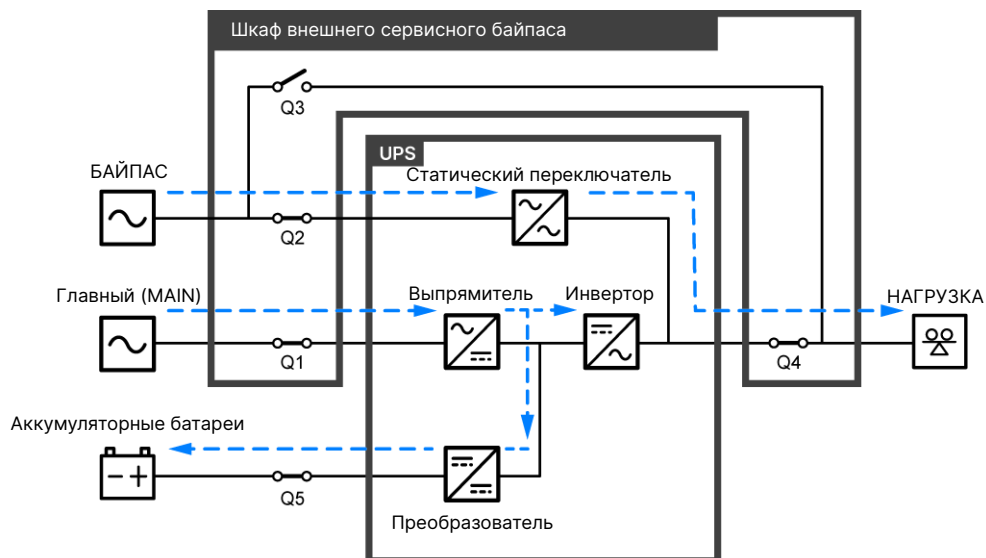 Шкаф внешнего сервисного байпаса
Q3
UPS
БАЙПАС
Статический переключатель
Q2
Главный (MAIN)
Выпрямитель
Инвертор
НАГРУЗКА
Q1
Q4
Аккумуляторные батареи
Q5
Преобразователь